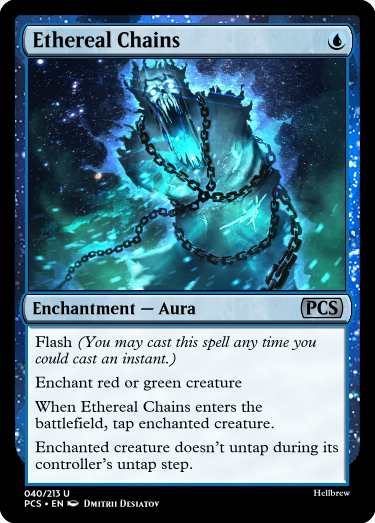 Ethereal Chains
Enchantment — Aura
PCS
Flash (You may cast this spell any time you
could cast an instant.)
Enchant red or green creature
When Ethereal Chains enters the
battlefield, tap enchanted creature.
Enchanted creature doesn't untap during its
controller's untap step.
040/213 U
Hellbrew
PCS • EN Dmitrii Desiatov